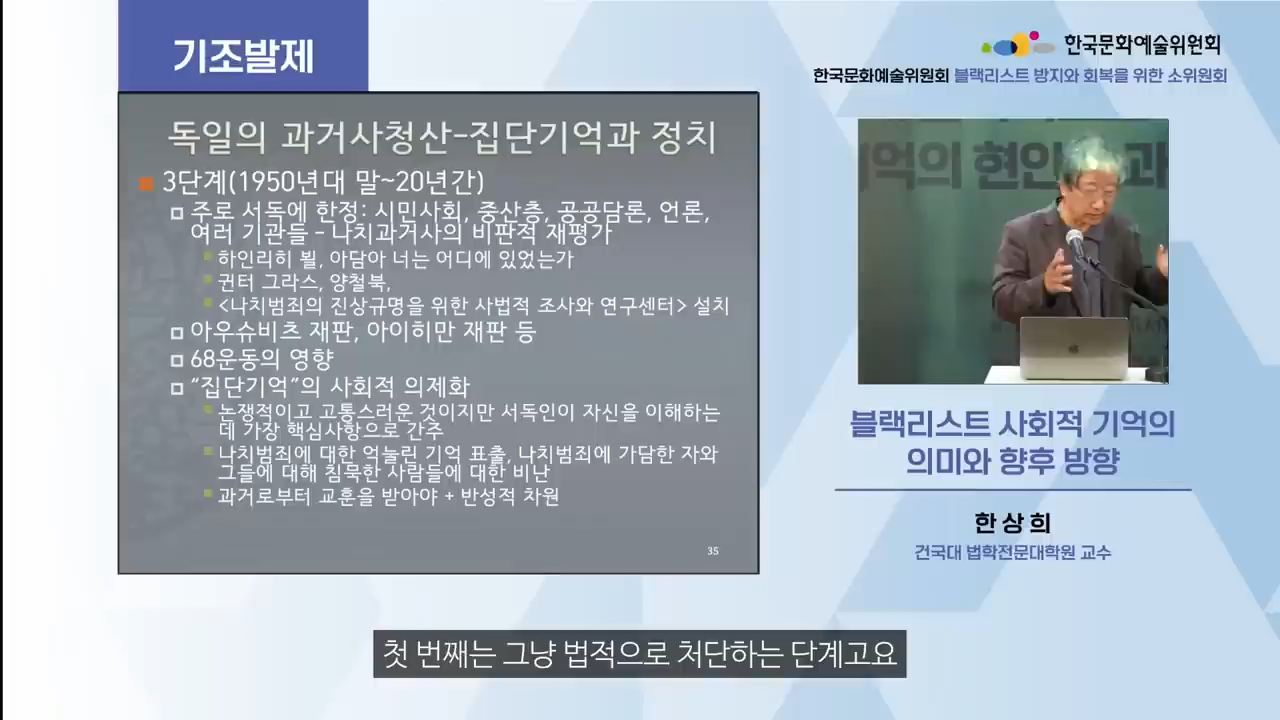 기조발제
한국문화예술위원회
한국문화예술위원회 블랙리스트 방지와 회복을 위한 소위원회
독일의 과거사청산-집단기억과 정치
3단계(1950년대 말~20년간)
주로 서독에 한정: 시민사회, 중산층, 공공담론, 언론,
여러 기관들 – 나치과거사의 비판적 재평가
하인리히 뵐, 아담아 너는 어디에 있었는가
귄터 그라스, 양철북,
<나치범죄의 진상규명을 위한 사법적 조사와 연구센터> 설치
아우슈비츠 재판, 아이히만 재판 등
68운동의 영향
“집단기억”의 사회적 의제화
논쟁적이고 고통스러운 것이지만 서독인이 자신을 이해하는
데 가장 핵심사항으로 간주
나치범죄에 대한 억눌린 기억 표출, 나치범죄에 가담한 자와
그들에 대해 침묵한 사람들에 대한 비난
과거로부터 교훈을 받아야 + 반성적 차원
35
억의 현안 과
블랙리스트 사회적 기억의
의미와 향후 방향
한상희
건국대 법학전문대학원 교수
첫 번째는 그냥 법적으로 처단하는 단계고요